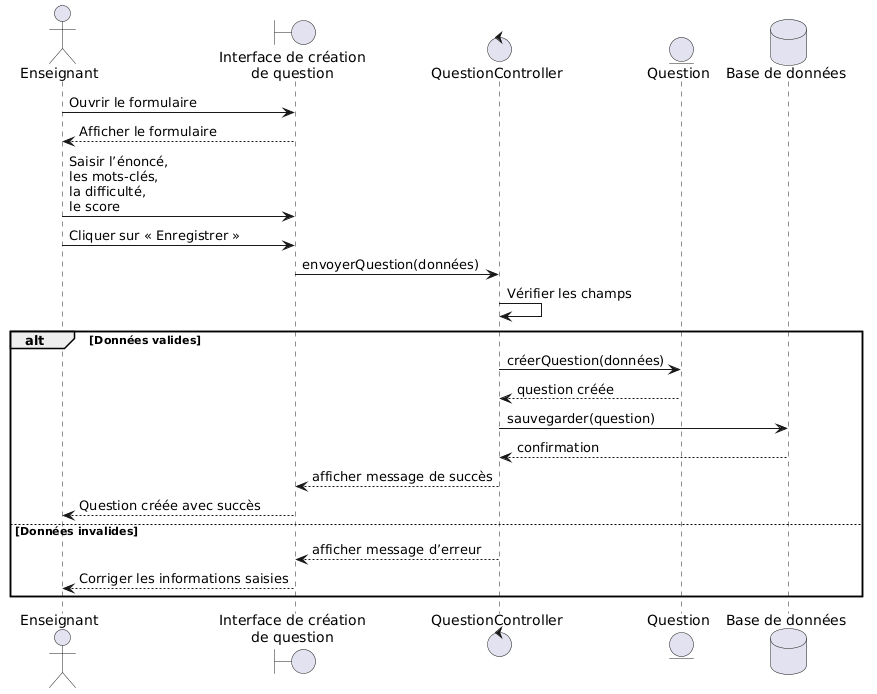 Enseignant
Interface de création
de question
QuestionController
Question
Base de données
Ouvrir le formulaire
Afficher le formulaire
Saisir l’énoncé,
les mots-clés,
la difficulté,
le score
Cliquer sur « Enregistrer »
envoyerQuestion(données)
Vérifier les champs
alt
[Données valides]
créerQuestion(données)
question créée
sauvegarder(question)
confirmation
afficher message de succès
Question créée avec succès
[Données invalides]
afficher message d’erreur
Corriger les informations saisies
Enseignant
Interface de création
de question
QuestionController
Question
Base de données